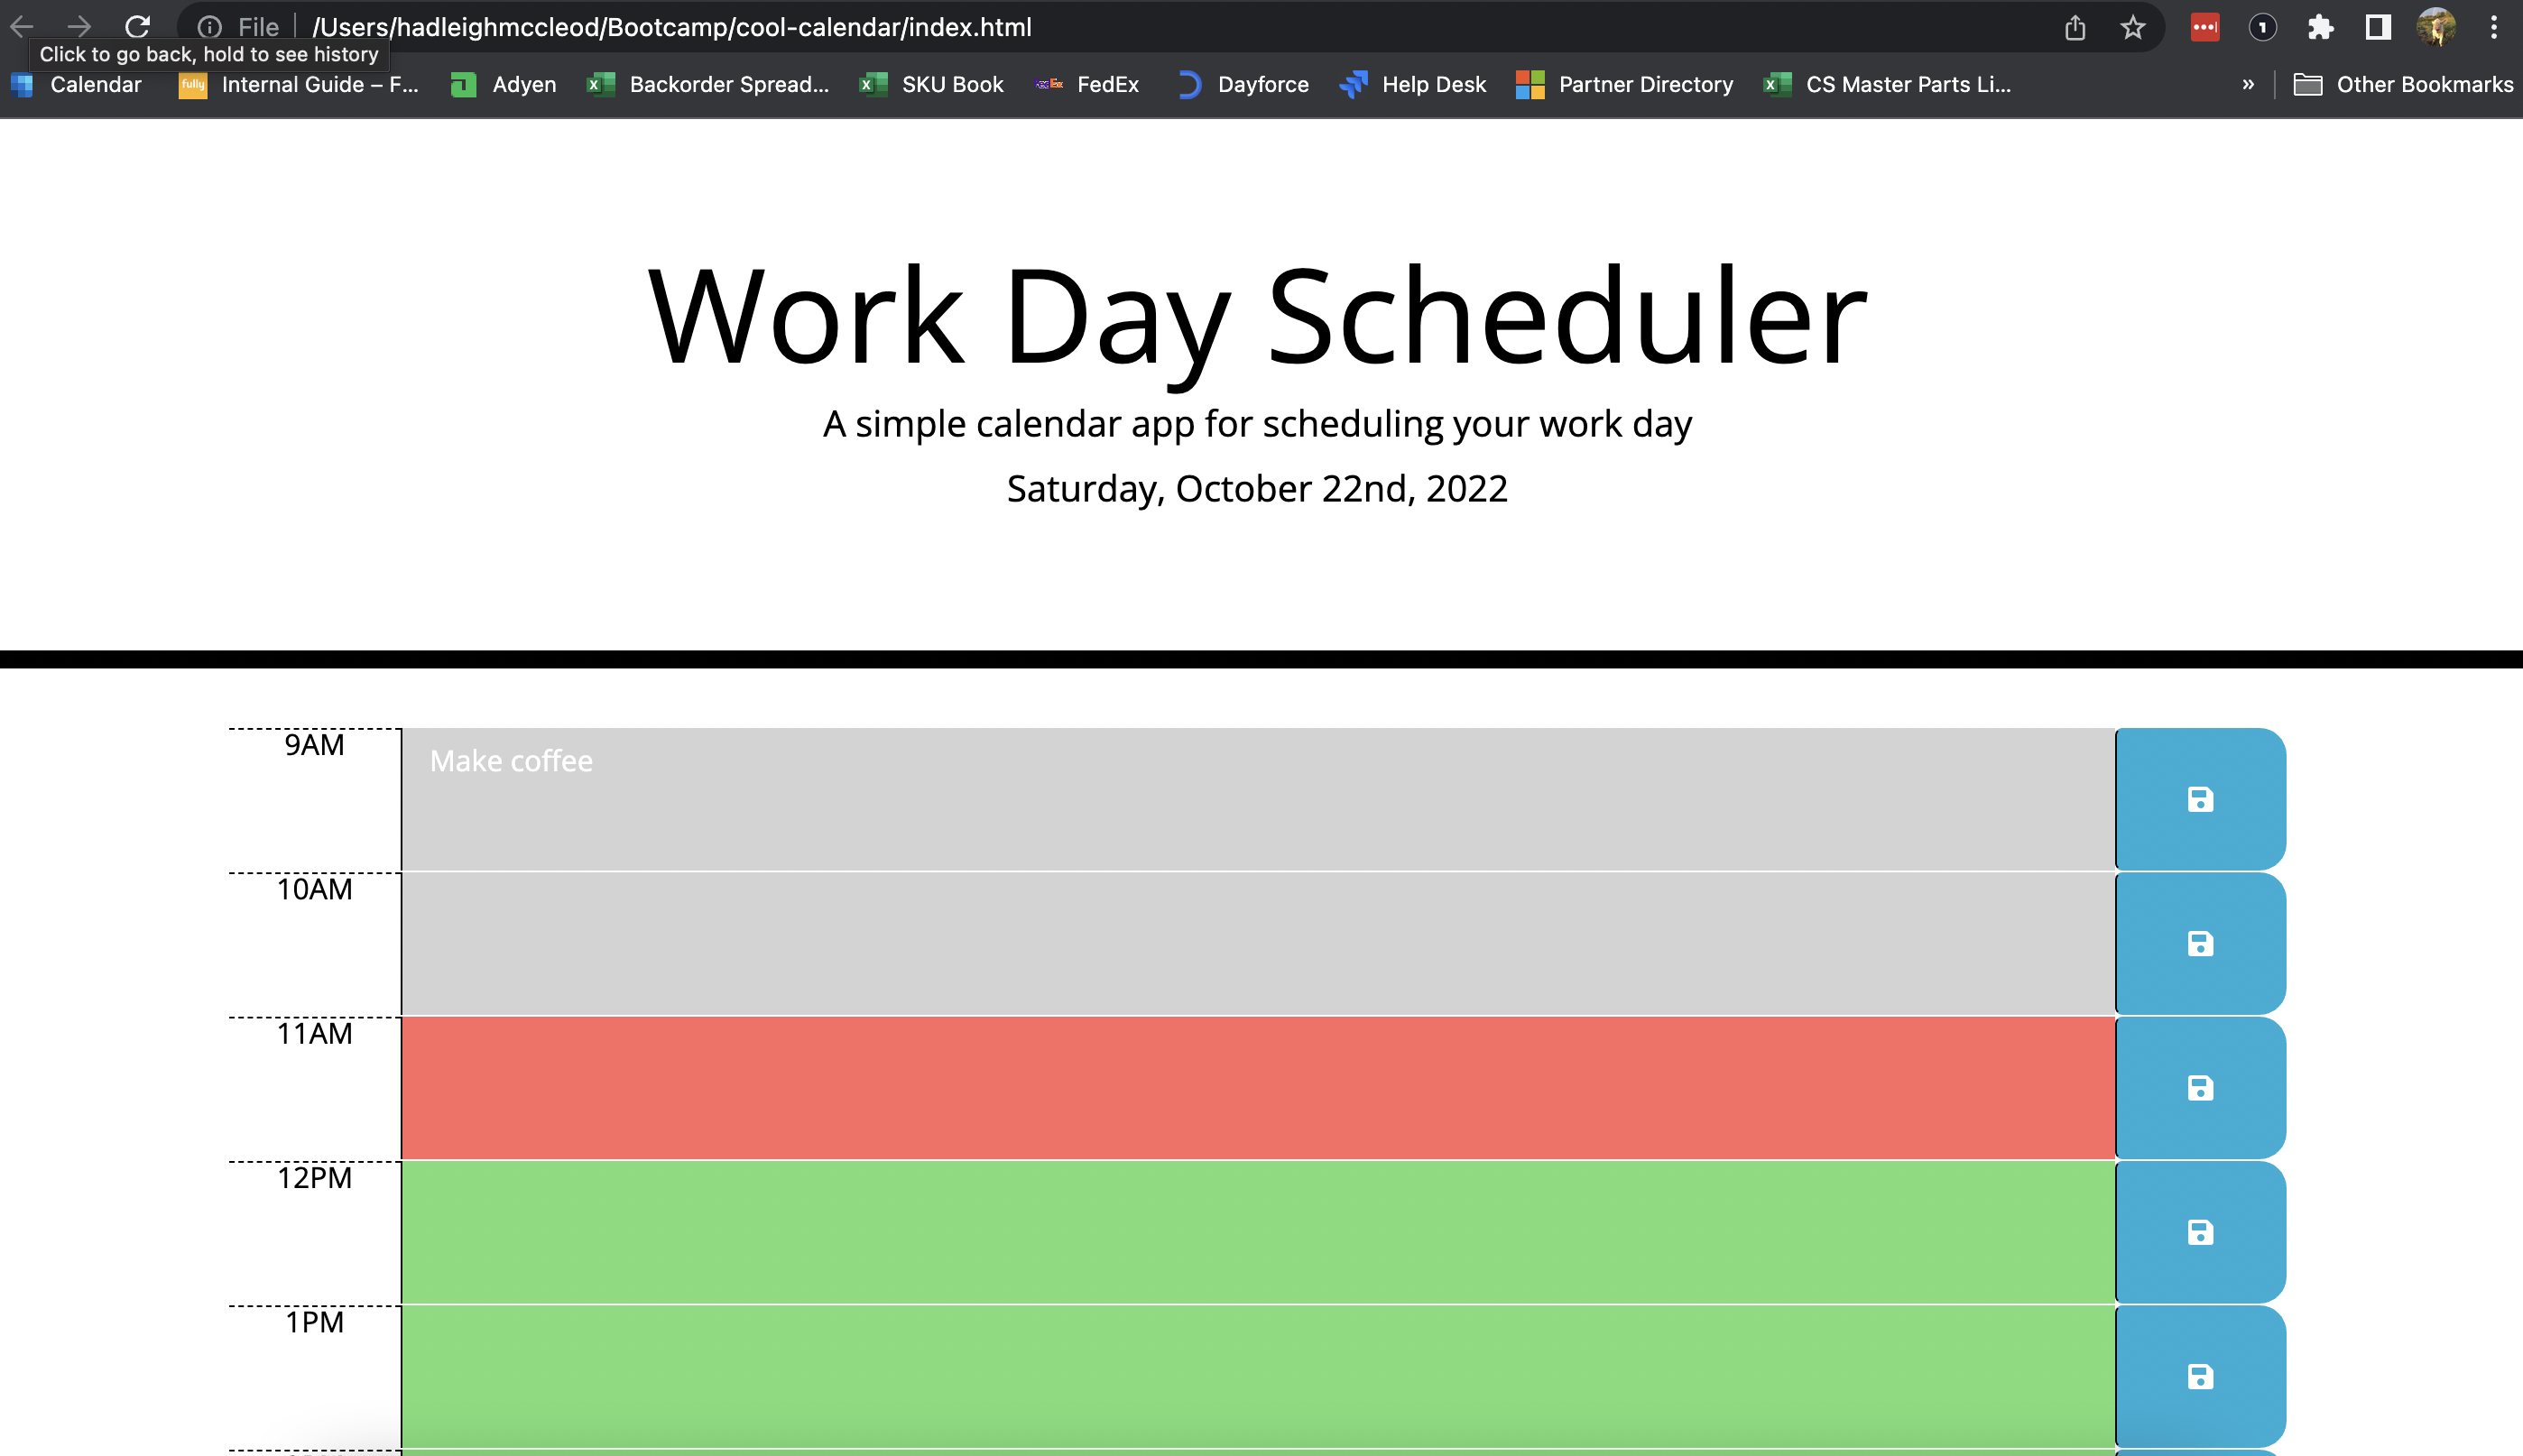 File /Users/hadleighmccleod/Bootcamp/cool-calendar/index.html
Click to go back, hold to see history
Calendar fully Internal Guide – F... Adyen Backorder Spread... SKU Book FedEx FedEx Dayforce Help Desk Partner Directory CS Master Parts Li... » Other Bookmarks
Work Day Scheduler
A simple calendar app for scheduling your work day
Saturday, October 22nd, 2022
9AM Make coffee
10AM
11AM
12PM
1PM